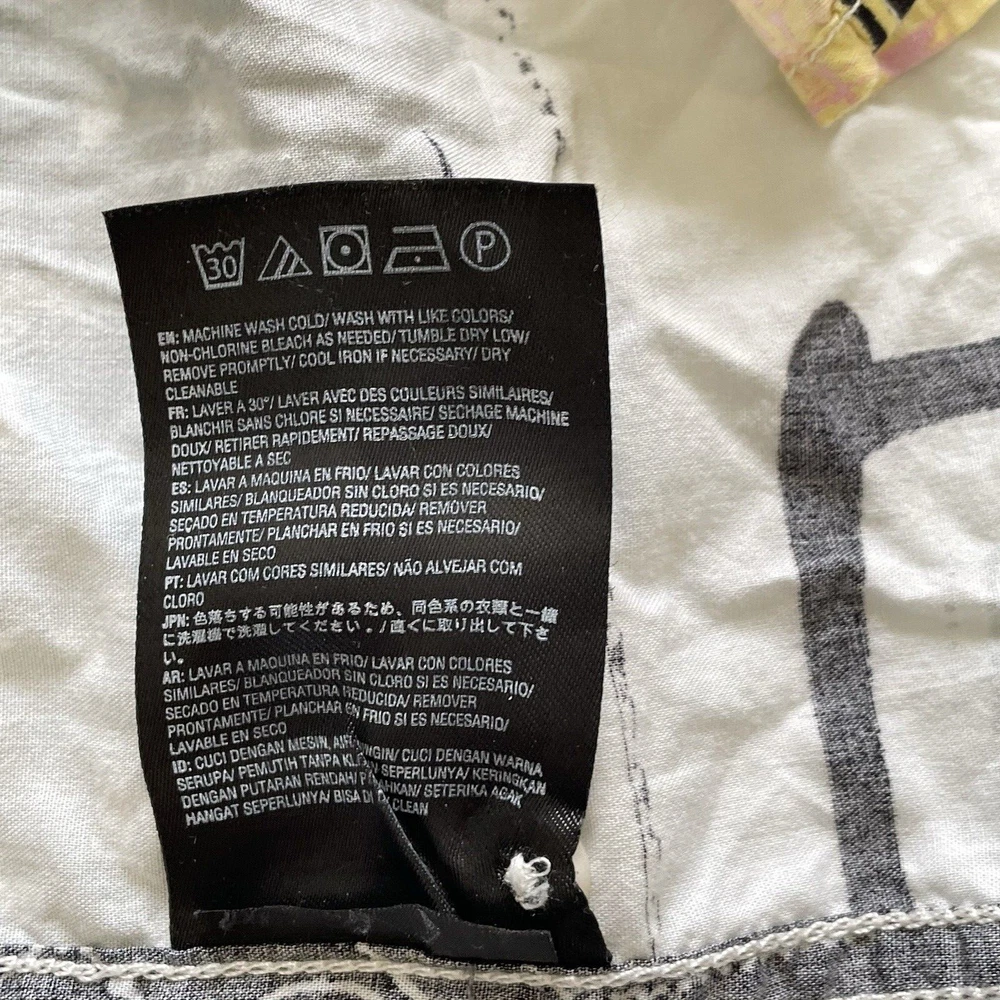 30
P
EN: MACHINE WASH COLD/ WASH WITH LIKE COLORS/
NON-CHLORINE BLEACH AS NEEDED/ TUMBLE DRY LOW/
REMOVE PROMPTLY/ COOL IRON IF NECESSARY/ DRY
CLEANABLE
FR: LAVER A 30°/ LAVER AVEC DES COULEURS SIMILAIRES/
BLANCHIR SANS CHLORE SI NECESSAIRE/ SECHAGE MACHINE
DOUX/ RETIRER RAPIDEMENT/ REPASSAGE DOUX/
NETTOYABLE A SEC
ES: LAVAR A MAQUINA EN FRIO/ LAVAR CON COLORES
SIMILARES/ BLANQUEADOR SIN CLORO SI ES NECESARIO/
SECADO EN TEMPERATURA REDUCIDA/ REMOVER
PRONTAMENTE/ PLANCHAR EN FRIO SI ES NECESARIO/
LAVABLE EN SECO
PT: LAVAR COM CORES SIMILARES/ NÃO ALVEJAR COM
CLORO
JPN: 色落ちする可能性があるため、同色系の衣類と一緒
に洗濯機で洗濯してください。/直ぐに取り出して下さ
い。
AR: LAVAR A MAQUINA EN FRIO/ LAVAR CON COLORES
SIMILARES/ BLANQUEADOR SIN CLORO SI ES NECESARIO/
SECADO EN TEMPERATURA REDUCIDA/ REMOVER
PRONTAMENTE/ PLANCHAR EN FRIO SI ES NECESARIO/
LAVABLE EN SECO
ID: CUCI DENGAN MESIN, CUCI DENGAN WARNA
SERUPA/ PEMUTIH TANPA SEPERLUNYA/ KERINGKAN
DENGAN PUTARAN RENDAH/ SETERIKA AGAK
HANGAT SEPERLUNYA/ BISA CLEAN